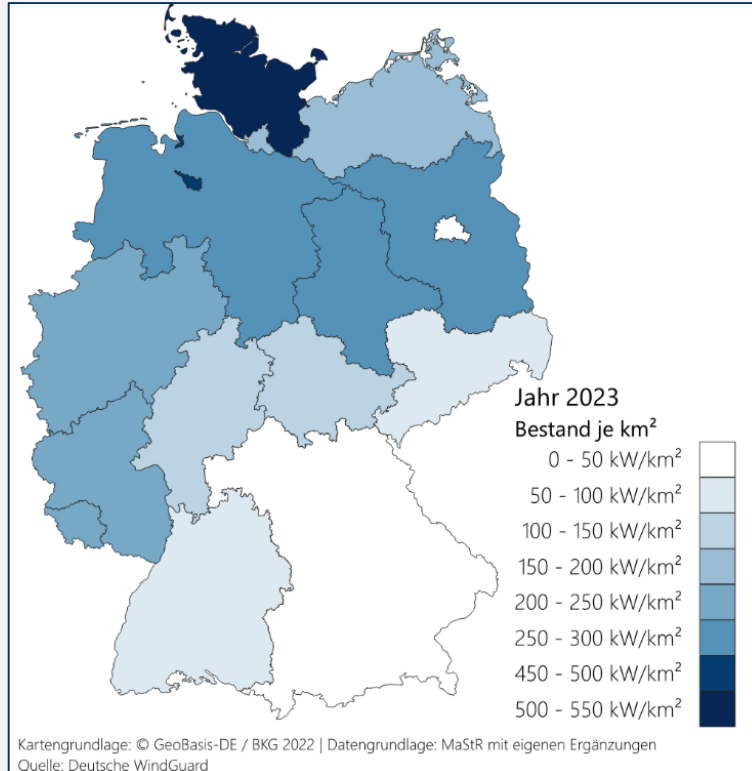 Jahr 2023
Bestand je km²
0 - 50 kW/km²
50 - 100 kW/km²
100 - 150 kW/km²
150 - 200 kW/km²
200 - 250 kW/km²
250 - 300 kW/km²
450 - 500 kW/km²
500 - 550 kW/km²
Kartengrundlage: © GeoBasis-DE / BKG 2022 | Datengrundlage: MaStR mit eigenen Ergänzungen
Quelle: Deutsche WindGuard